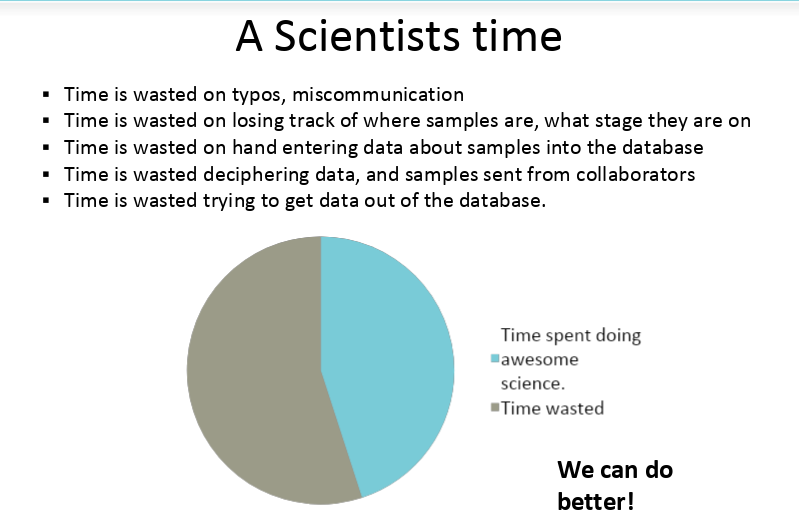 A Scientists time
▪ Time is wasted on typos, miscommunication
▪ Time is wasted on losing track of where samples are, what stage they are on
▪ Time is wasted on hand entering data about samples into the database
▪ Time is wasted deciphering data, and samples sent from collaborators
▪ Time is wasted trying to get data out of the database.
Time spent doing
awesome
science.
Time wasted
We can do
better!